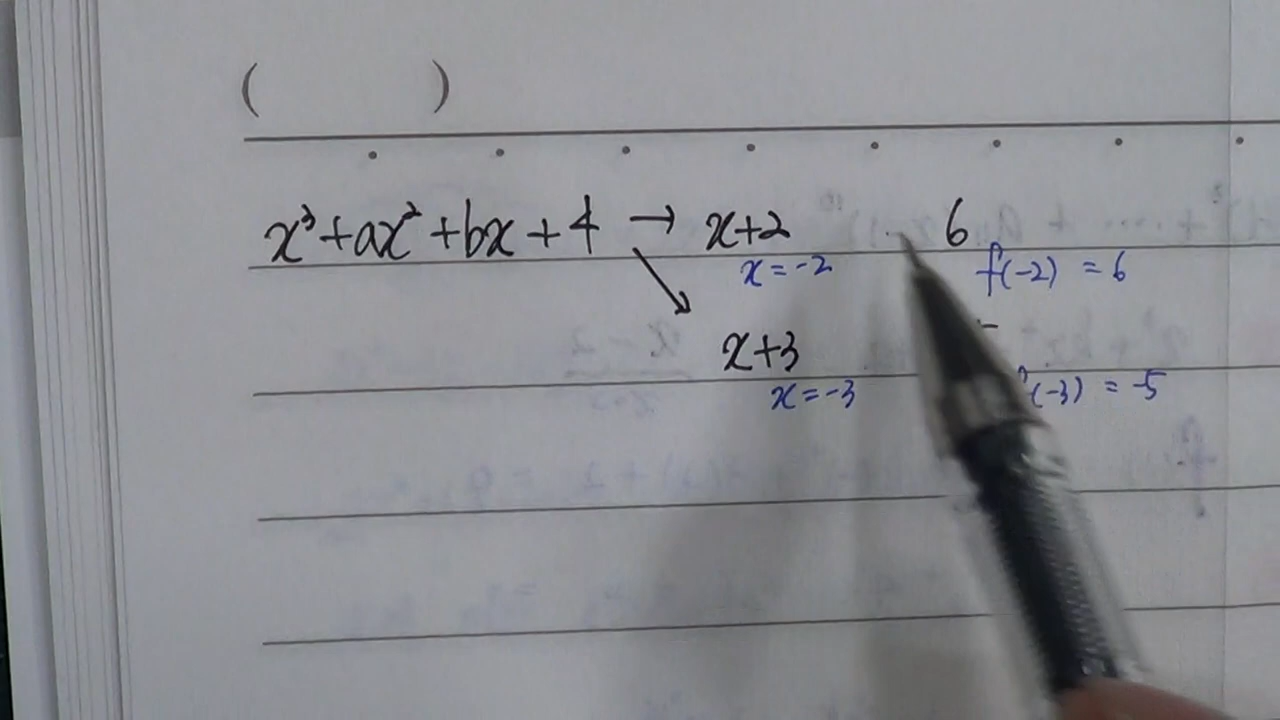 ( )
x³+ax²+bx+4 → x+2 6
x=-2 f(-2) = 6
x+3
x=-3 (-3) = -5